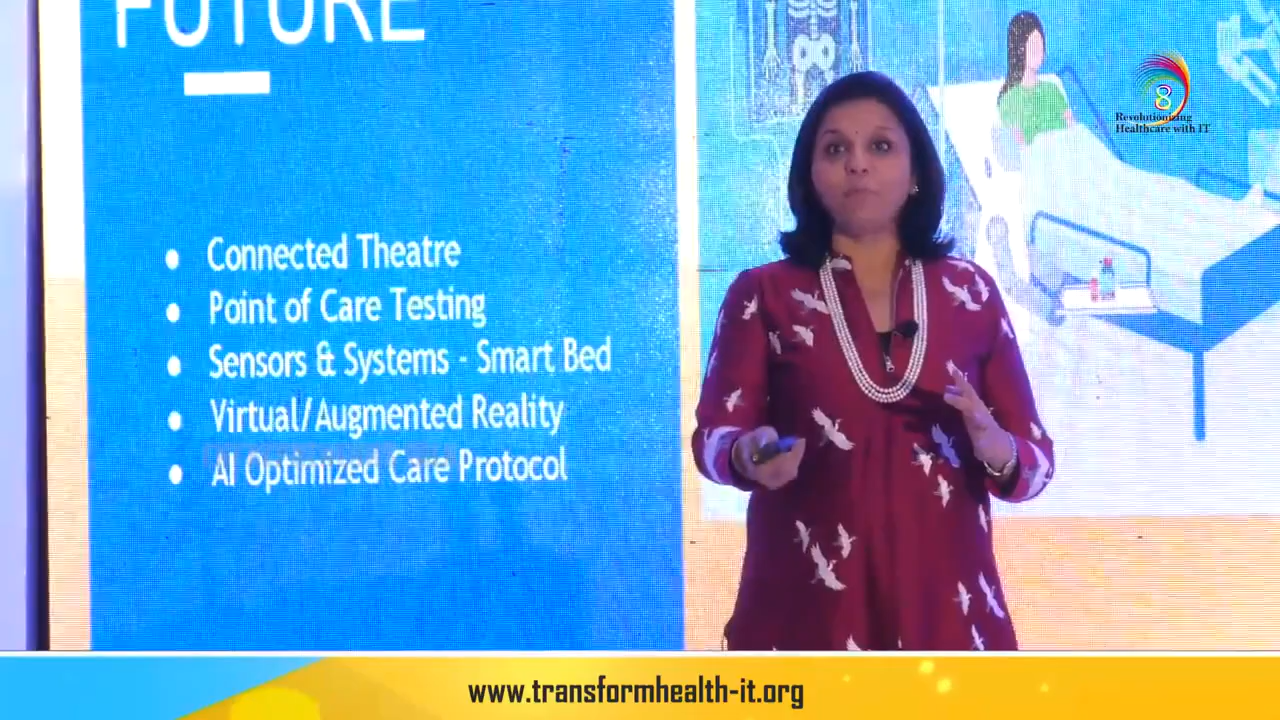 FUTURE
Connected Theatre
Point of Care Testing
Sensors & Systems - Smart Bed
Virtual/Augmented Reality
AI Optimized Care Protocol
8
Revolutionizing
Healthcare with IT
www.transformhealth-it.org